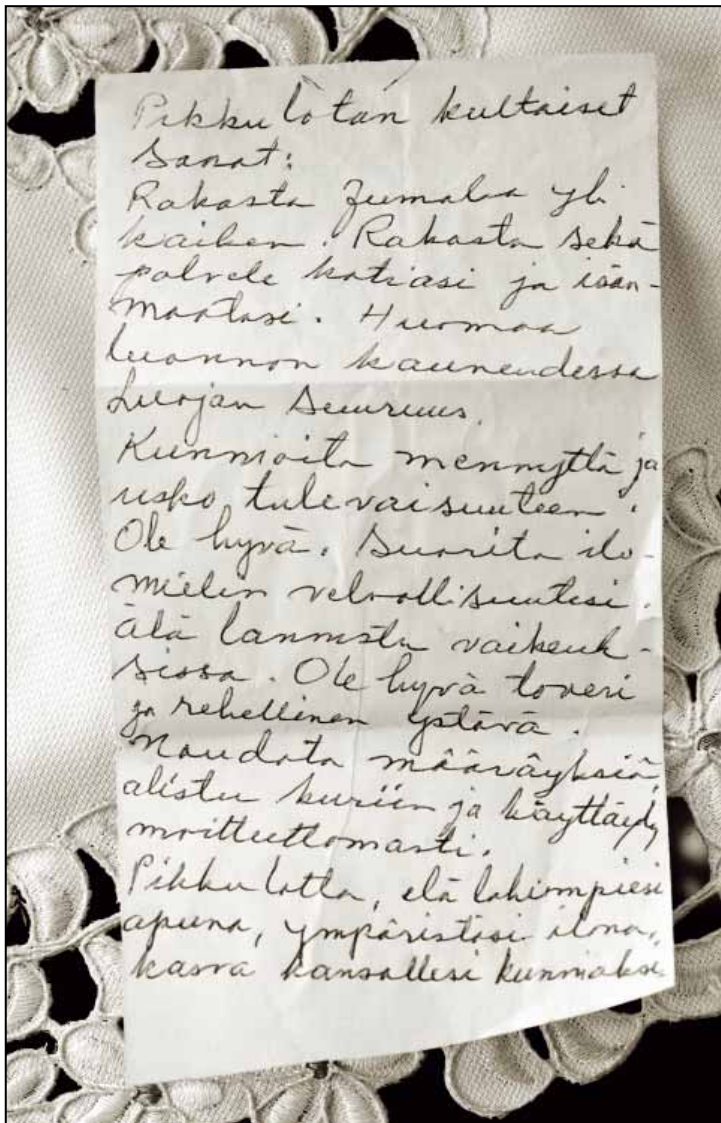 Pikkulotan kultaiset
sanat:
Rakasta Jumalaa yli
kaiken. Rakasta sekä
palvele kotiasi ja isän-
maatasi. Huomaa
luonnon kauneudessa
Luojan suuruus.
Kunnioita mennyttä ja
usko tulevaisuuteen.
Ole hyvä. Suorita ilo-
mielin velvollisuutesi.
älä lannistu vaikeuk-
sissa. Ole hyvä toveri
ja rehellinen ystävä.
Noudata määräyksiä,
alistu kuriin ja käyttäydy
moitteettomasti.
Pikkulotta, elä lähimpiesi
apuna, ympäristösi ilona,
kasva kansallesi kunniaksi.